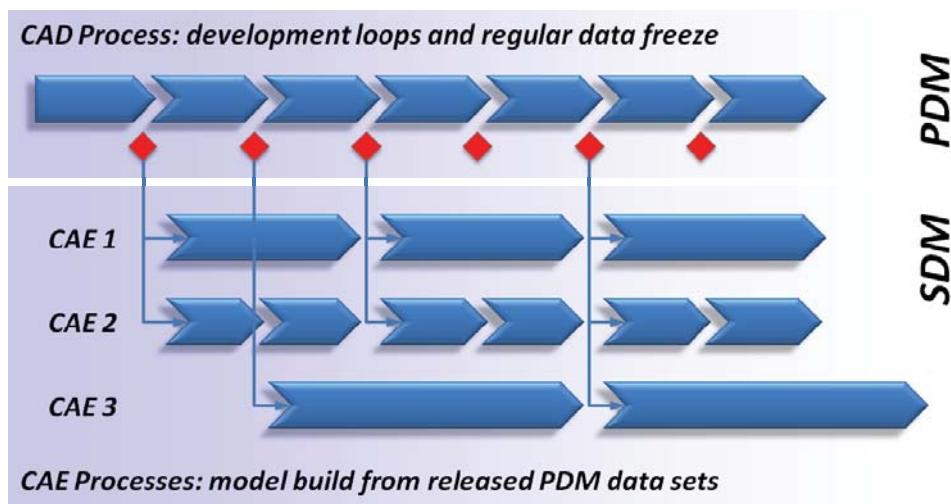 CAD Process: development loops and regular data freeze
PDM
CAE 1
SDM
CAE 2
CAE 3
CAE Processes: model build from released PDM data sets